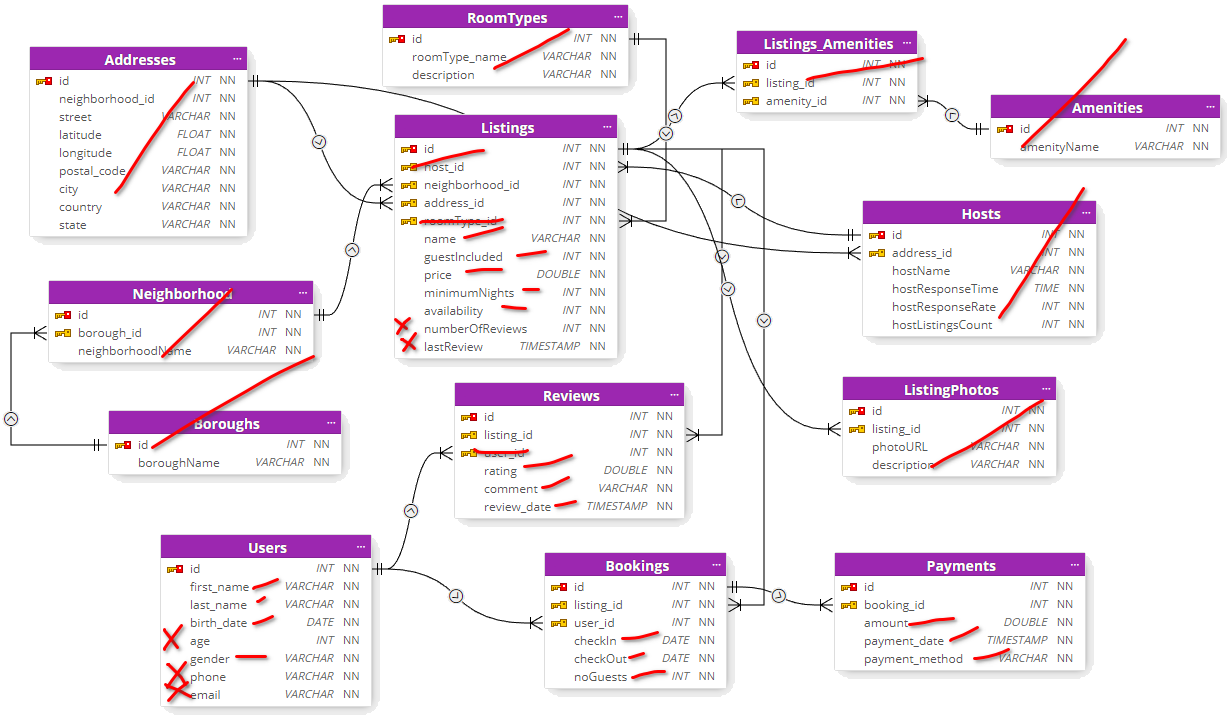 RoomTypes
id INT NN
roomType_name VARCHAR NN
description VARCHAR NN
Listings_Amenities
id INT NN
listing_id INT NN
amenity_id INT NN
Addresses
id INT NN
neighborhood_id INT NN
street VARCHAR NN
latitude FLOAT NN
longitude FLOAT NN
postal_code VARCHAR NN
city VARCHAR NN
country VARCHAR NN
state VARCHAR NN
Amenities
id INT NN
amenityName VARCHAR NN
Listings
id INT NN
host_id INT NN
neighborhood_id INT NN
address_id INT NN
roomType_id INT NN
name VARCHAR NN
guestIncluded INT NN
price DOUBLE NN
minimumNights INT NN
availability INT NN
numberOfReviews INT NN
lastReview TIMESTAMP NN
Hosts
id INT NN
address_id INT NN
hostName VARCHAR NN
hostResponseTime TIME NN
hostResponseRate INT NN
hostListingsCount INT NN
Neighborhood
id INT NN
borough_id INT NN
neighborhoodName VARCHAR NN
Boroughs
id INT NN
boroughName VARCHAR NN
Reviews
id INT NN
listing_id INT NN
user_id INT NN
rating DOUBLE NN
comment VARCHAR NN
review_date TIMESTAMP NN
ListingPhotos
id INT NN
listing_id INT NN
photoURL VARCHAR NN
description VARCHAR NN
Users
id INT NN
first_name VARCHAR NN
last_name VARCHAR NN
birth_date DATE NN
age INT NN
gender VARCHAR NN
phone VARCHAR NN
email VARCHAR NN
Bookings
id INT NN
listing_id INT NN
user_id INT NN
checkIn DATE NN
checkOut DATE NN
noGuests INT NN
Payments
id INT NN
booking_id INT NN
amount DOUBLE NN
payment_date TIMESTAMP NN
payment_method VARCHAR NN